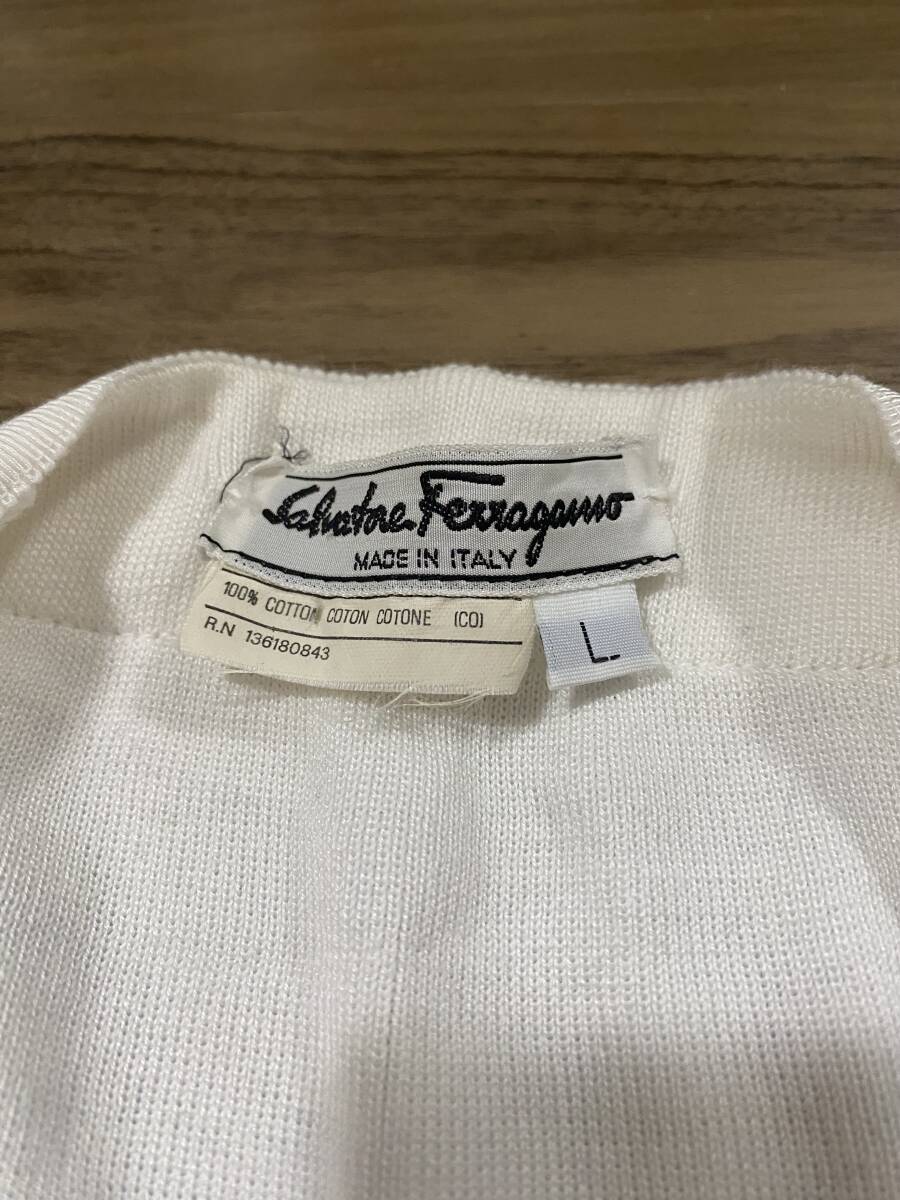 Salvatore Ferragamo
MADE IN ITALY
100% COTTON COTON COTONE (CO)
R.N 136180843
L